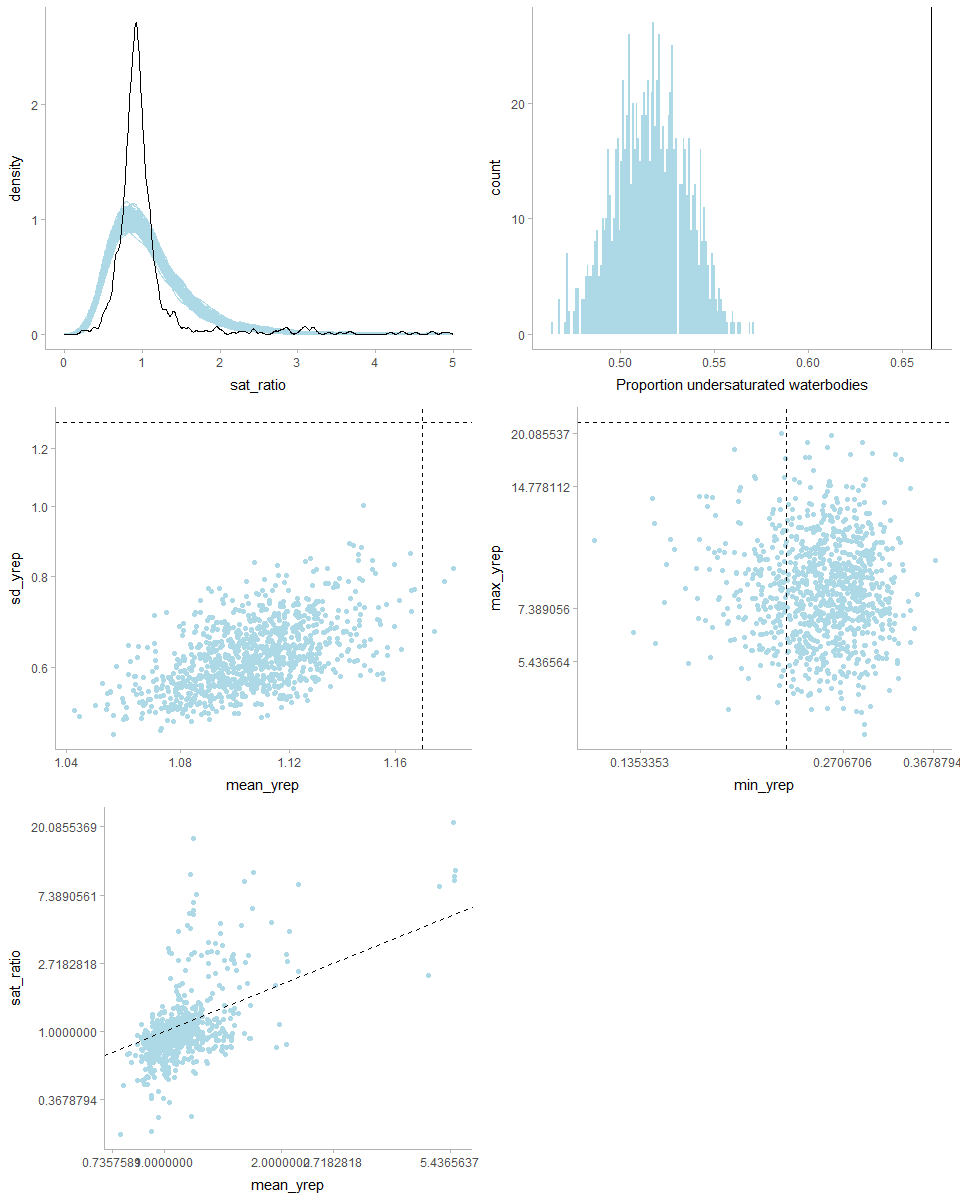 density
2
1
0
0 1 2 3 4 5
sat_ratio
count
20
10
0
0.50 0.55 0.60 0.65
Proportion undersaturated waterbodies
sd_yrep
1.2
1.0
0.8
0.6
1.04 1.08 1.12 1.16
mean_yrep
max_yrep
20.085537
14.778112
7.389056
5.436564
0.1353353 0.2706706 0.3678794
min_yrep
sat_ratio
20.0855369
7.3890561
2.7182818
1.0000000
0.3678794
0.7357589 1.0000000 2.0000000 2.7182818 5.4365637
mean_yrep